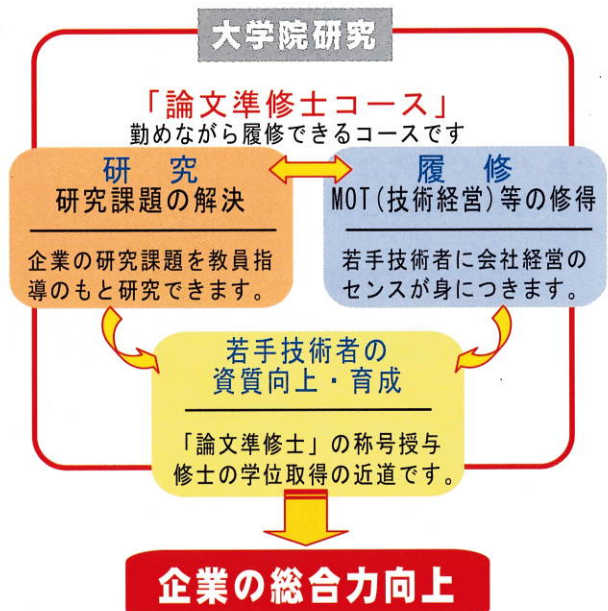 大学院研究
「論文準修士コース」
勤めながら履修できるコースです
研究
研究課題の解決
企業の研究課題を教員指
導のもと研究できます。
履修
MOT(技術経営)等の修得
若手技術者に会社経営の
センスが身につきます。
若手技術者の
資質向上・育成
「論文準修士」の称号授与
修士の学位取得の近道です。
企業の総合力向上